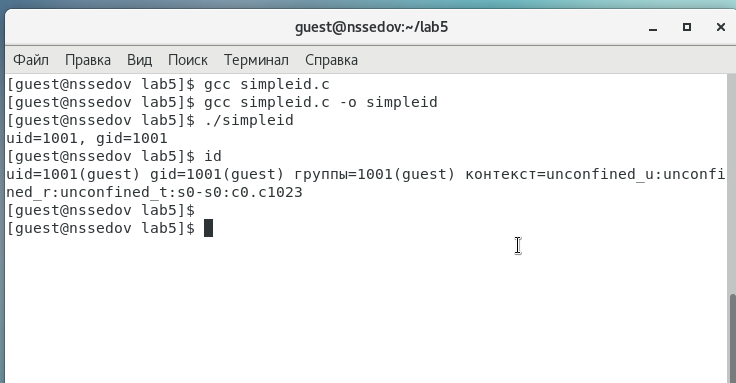 guest@nssedov:~/lab5
Файл Правка Вид Поиск Терминал Справка
[guest@nssedov lab5]$ gcc simpleid.c
[guest@nssedov lab5]$ gcc simpleid.c -o simpleid
[guest@nssedov lab5]$ ./simpleid
uid=1001, gid=1001
[guest@nssedov lab5]$ id
uid=1001(guest) gid=1001(guest) группы=1001(guest) контекст=unconfined_u:unconfi
ned_r:unconfined_t:s0-s0:c0.c1023
[guest@nssedov lab5]$
[guest@nssedov lab5]$